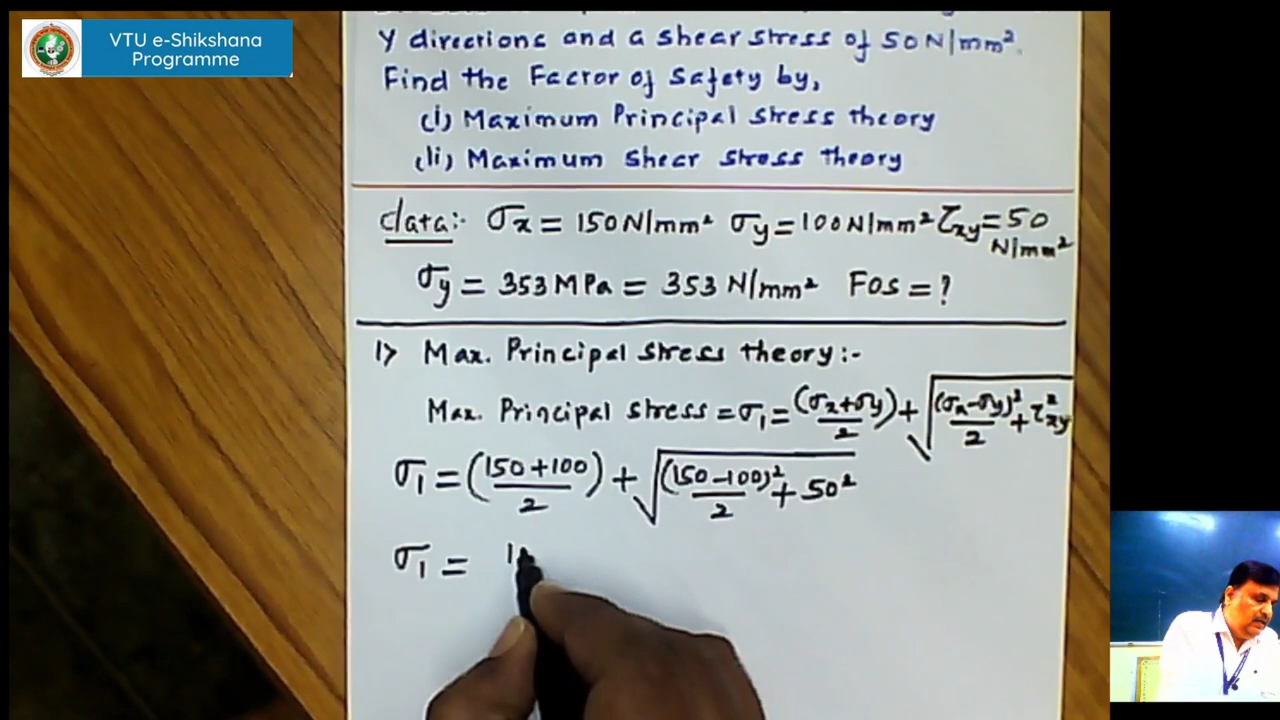 VTU e-Shikshana
Programme
Y directions and a shear stress of 50 N/mm².
Find the Factor of Safety by,
(i) Maximum Principal stress theory
(ii) Maximum shear stress theory
data:- σx = 150 N/mm² σy = 100 N/mm² τxy = 50 N/mm²
σy = 353 MPa = 353 N/mm² FOS = ?
1) Max. Principal stress theory:-
Max. Principal stress = σ1 = (σx+σy)/2 + √((σx-σy)/2)² + τ²xy
σ1 = (150+100)/2 + √((150-100)/2)² + 50²
σ1 = 1